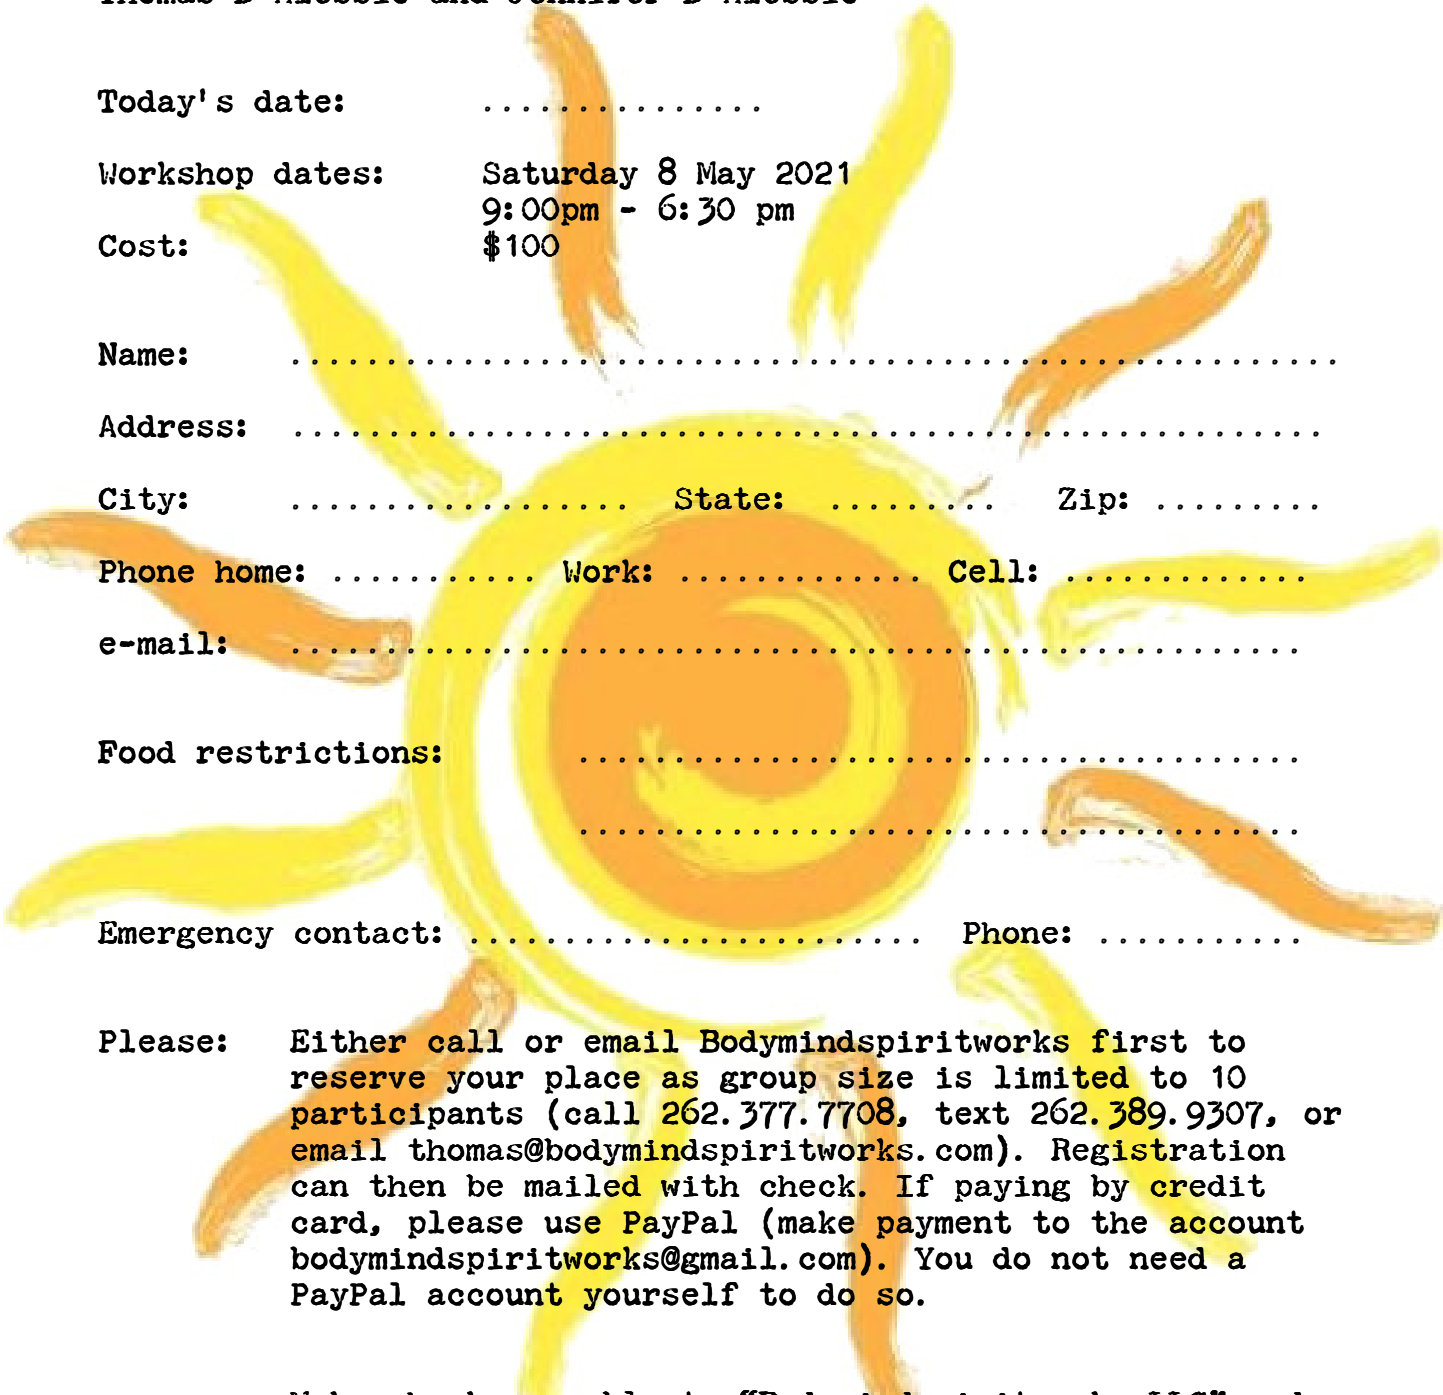 Today's date: ...............
Workshop dates: Saturday 8 May 2021
9:00pm - 6:30 pm
Cost: $100
Name: .......................................................
Address: ......................................................
City: .................. State: ......... Zip: .........
Phone home: ........... Work: ............. Cell: .............
e-mail: .....................................................
Food restrictions: ......................................
......................................
Emergency contact: ........................ Phone: ...........
Please: Either call or email Bodymindspiritworks first to
reserve your place as group size is limited to 10
participants (call 262.377.7708, text 262.389.9307, or
email thomas@bodymindspiritworks.com). Registration
can then be mailed with check. If paying by credit
card, please use PayPal (make payment to the account
bodymindspiritworks@gmail.com). You do not need a
PayPal account yourself to do so.